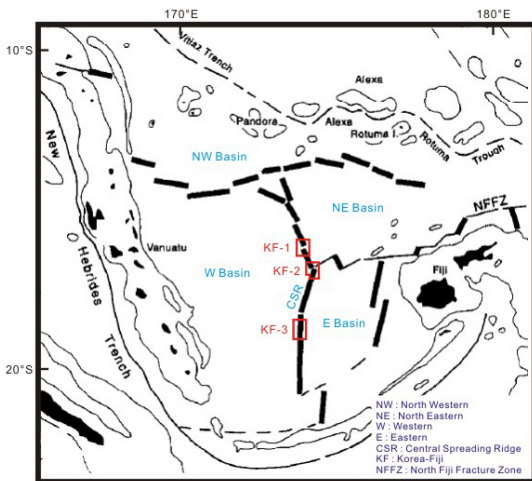 170°E
180°E
10°S
Vitiaz Trench
Alexa
Pandora
Alexa
Rotuma I.
Rotuma
Trough
NW Basin
New
Hebrides
Trench
NE Basin
NFFZ
KF-1
Vanuatu
W Basin
KF-2
Fiji
CSR
E Basin
KF-3
20°S
NW : North Western
NE : North Eastern
W : Western
E : Eastern
CSR : Central Spreading Ridge
KF : Korea-Fiji
NFFZ : North Fiji Fracture Zone